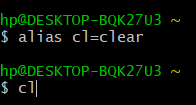 hp@DESKTOP-BQK27U3 ~
$ alias cl=clear
hp@DESKTOP-BQK27U3 ~
$ cl